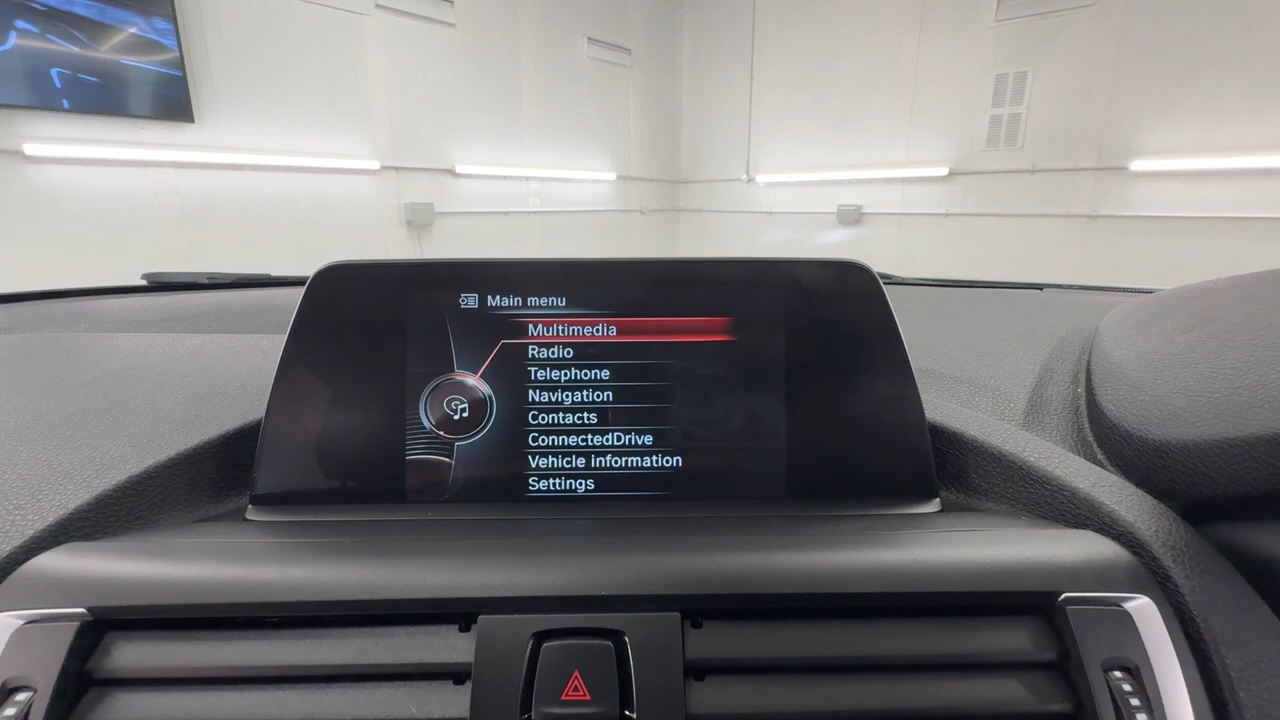 Main menu
Multimedia
Radio
Telephone
Navigation
Contacts
ConnectedDrive
Vehicle information
Settings